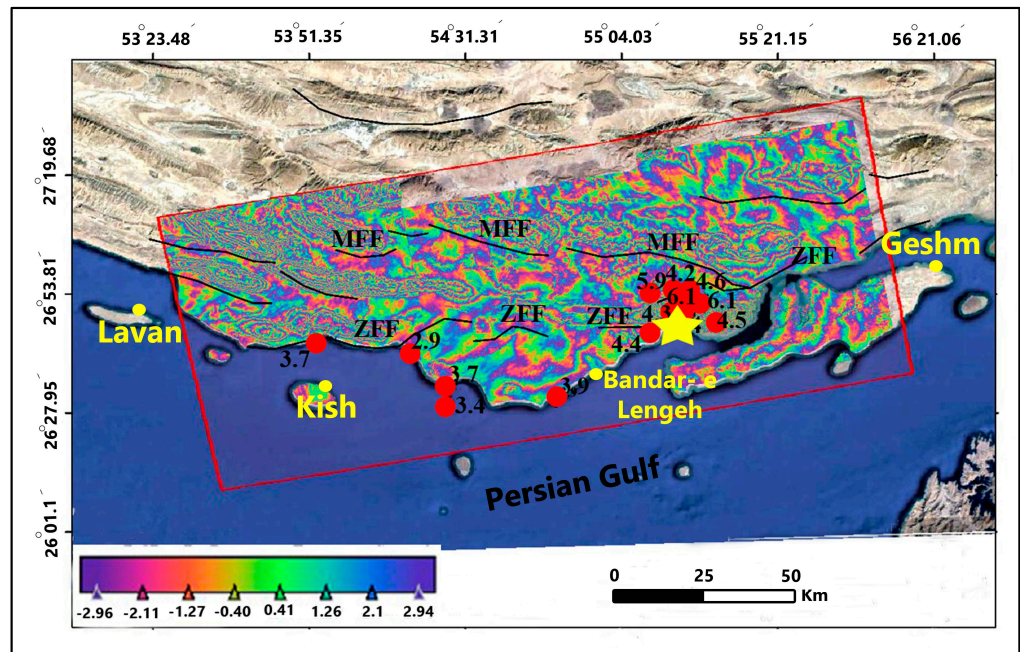 53° 23.48′
53° 51.35′
54° 31.31′
55° 04.03′
55° 21.15′
56° 21.06′
27° 19.68′
26° 53.81′
26° 27.95′
26° 01.1′
MFF
MFF
MFF
ZFF
Geshm
5.9
4.2
4.6
6.1
6.1
4
3
4.5
4.4
ZFF
ZFF
ZFF
Lavan
3.7
2.9
3.7
3.4
3.9
Kish
Bandar-e
Lengeh
Persian Gulf
-2.96 -2.11 -1.27 -0.40 0.41 1.26 2.1 2.94
0 25 50
Km